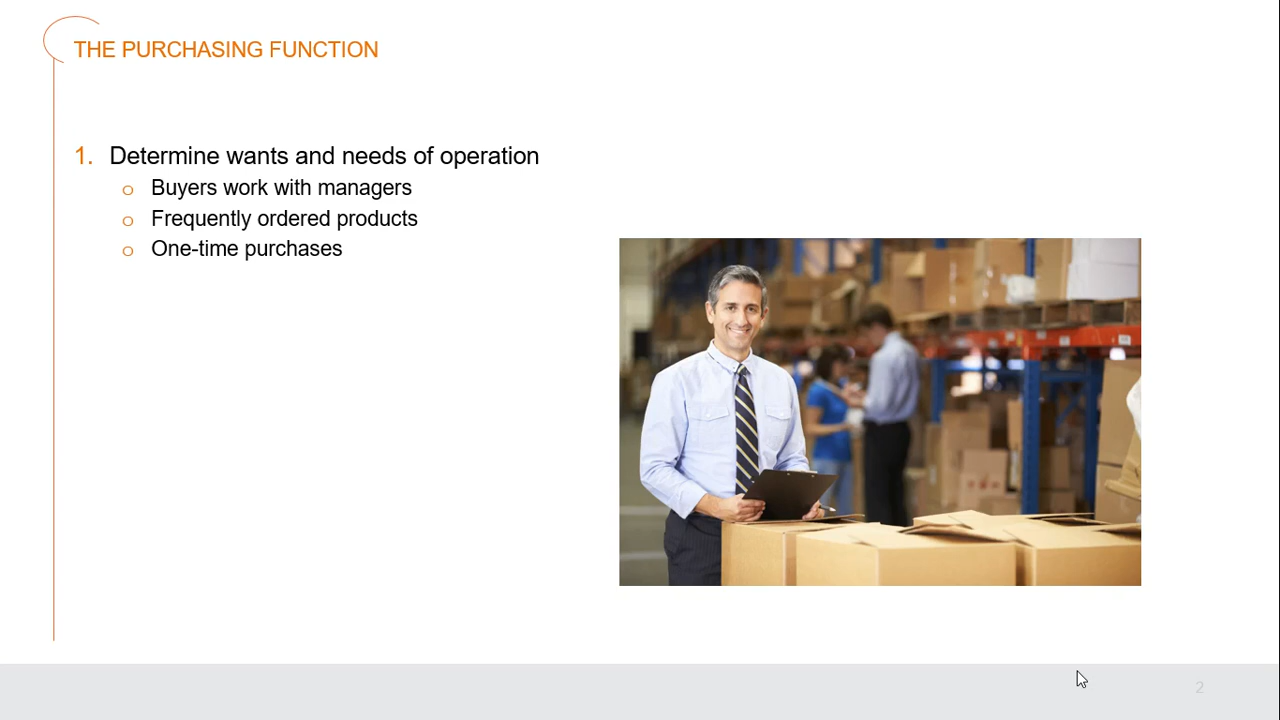 THE PURCHASING FUNCTION
1. Determine wants and needs of operation
o Buyers work with managers
o Frequently ordered products
o One-time purchases
2